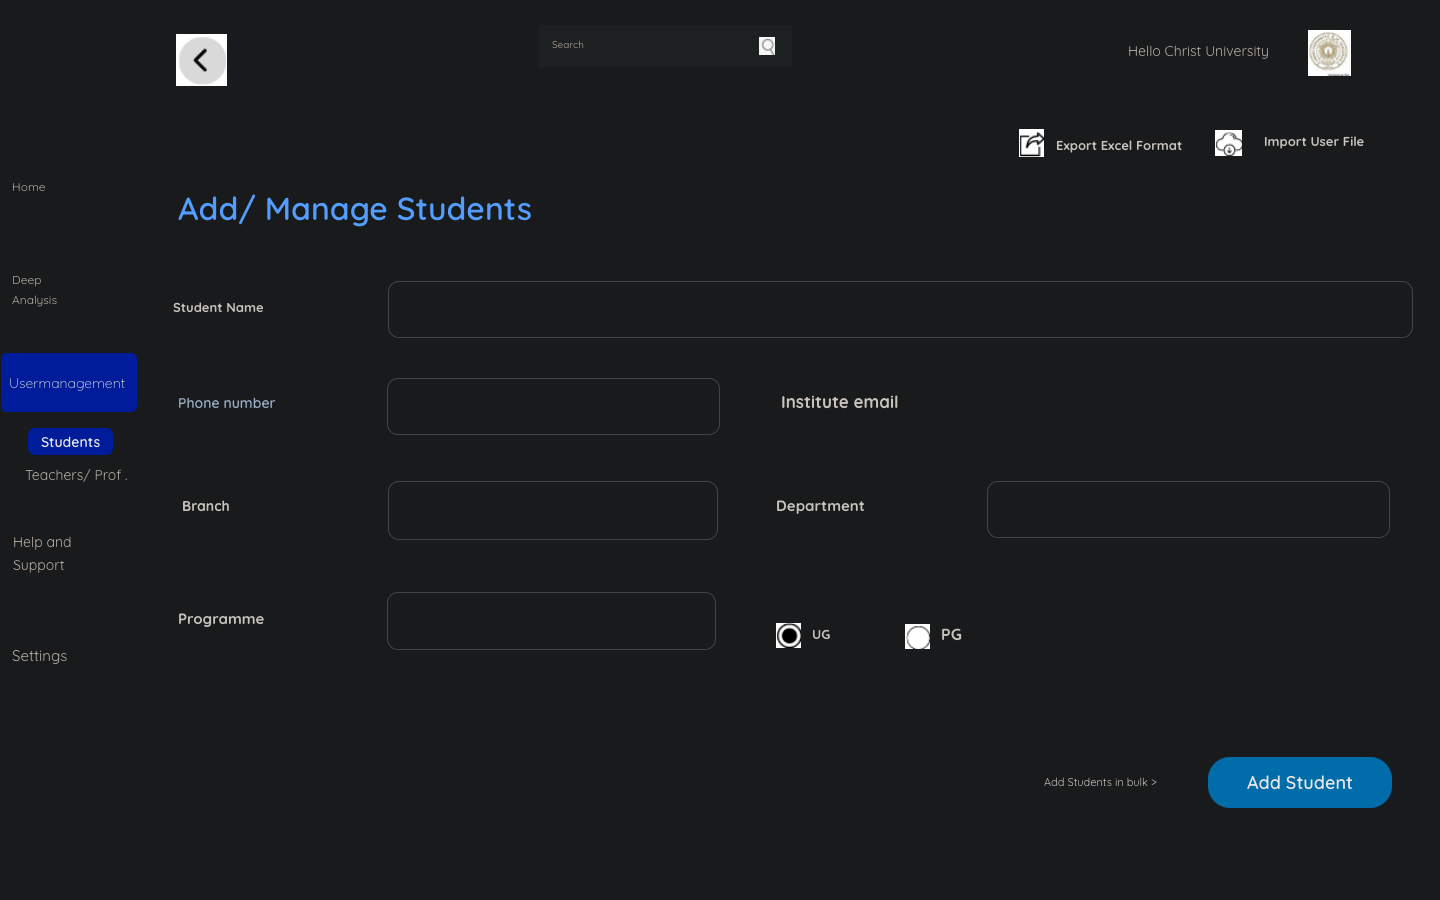 Search
Hello Christ University
Export Excel Format
Import User File
Home
Add/ Manage Students
Deep
Analysis
Student Name
Usermanagement
Phone number
Institute email
Students
Teachers/ Prof .
Branch
Department
Help and
Support
Programme
UG
PG
Settings
Add Students in bulk >
Add Student